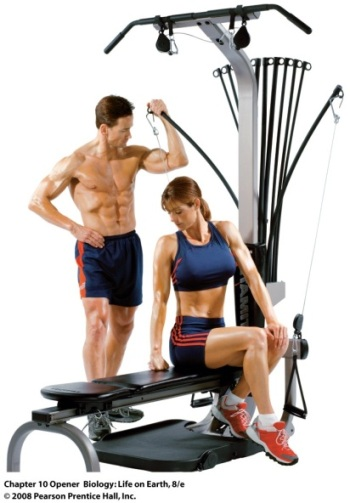 Chapter 10 Opener Biology: Life on Earth, 8/e
© 2008 Pearson Prentice Hall, Inc.